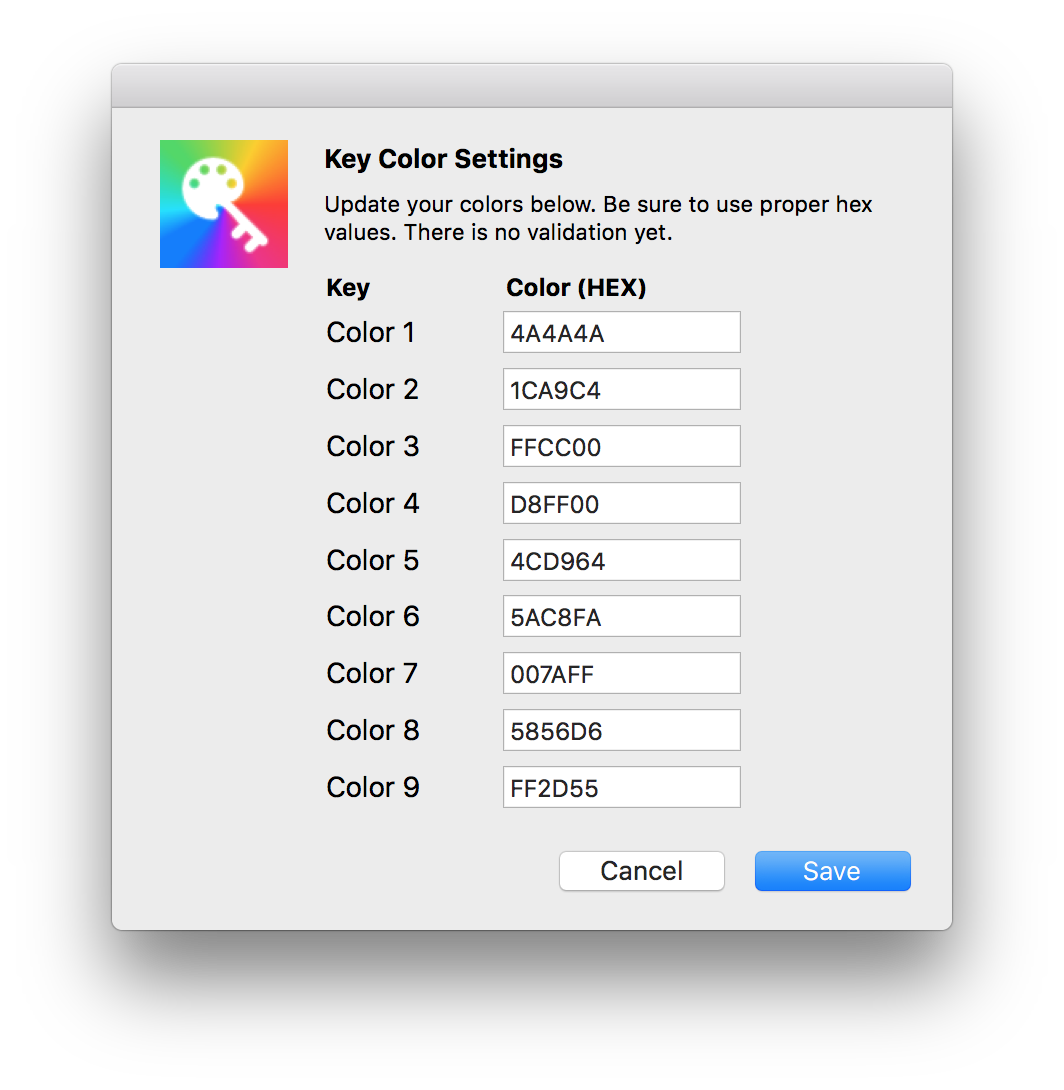 Key Color Settings
Update your colors below. Be sure to use proper hex
values. There is no validation yet.
Key Color (HEX)
Color 1 4A4A4A
Color 2 1CA9C4
Color 3 FFCC00
Color 4 D8FF00
Color 5 4CD964
Color 6 5AC8FA
Color 7 007AFF
Color 8 5856D6
Color 9 FF2D55
Cancel Save